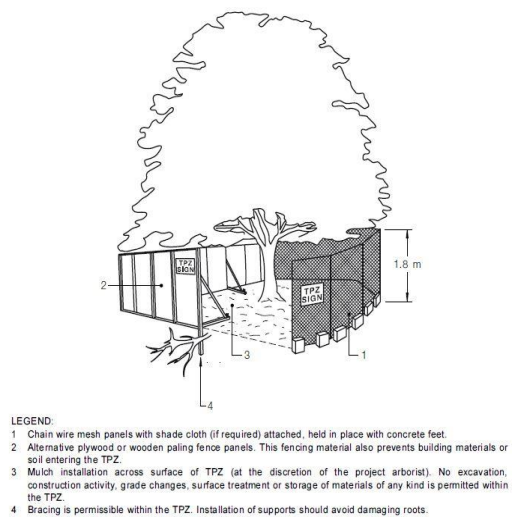 TPZ
SIGN
1.8 m
2
TPZ
SIGN
3
1
4
LEGEND:
1 Chain wire mesh panels with shade cloth (if required) attached, held in place with concrete feet.
2 Alternative plywood or wooden paling fence panels. This fencing material also prevents building materials or
soil entering the TPZ.
3 Mulch installation across surface of TPZ (at the discretion of the project arborist). No excavation,
construction activity, grade changes, surface treatment or storage of materials of any kind is permitted within
the TPZ.
4 Bracing is permissible within the TPZ. Installation of supports should avoid damaging roots.